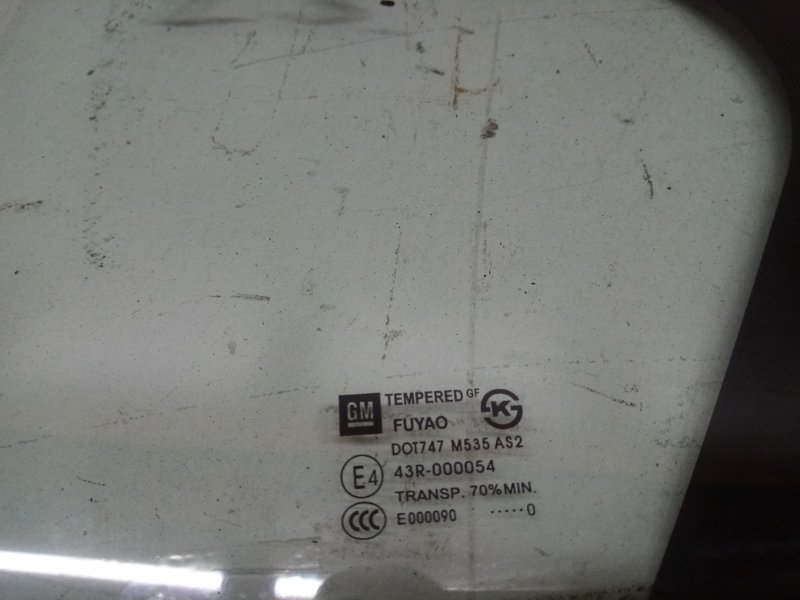 GM TEMPERED GF K
FUYAO
DOT747 M535 AS2
E4 43R-000054
TRANSP. 70%MIN.
CCC E000090 .....0